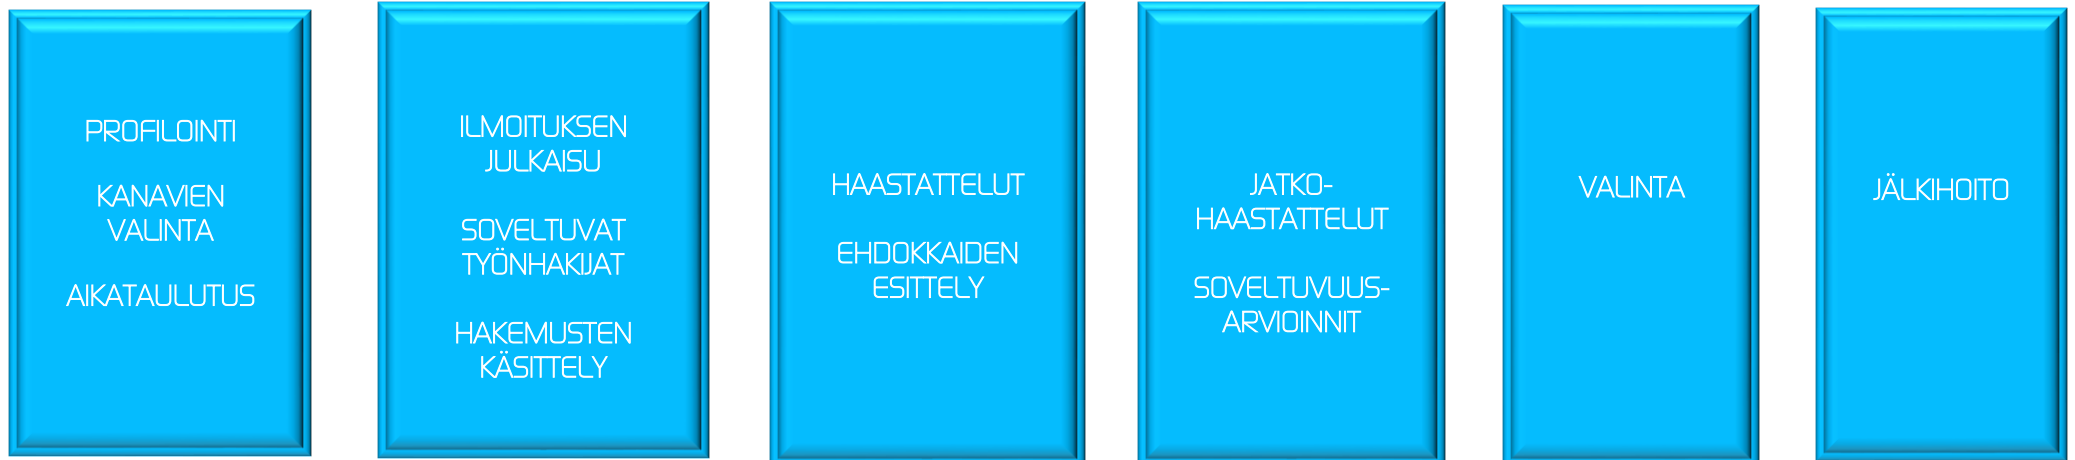 PROFILOINTI
KANAVIEN
VALINTA
AIKATAULUTUS
ILMOITUKSEN
JULKAISU
SOVELTUVAT
TYÖNHAKIJAT
HAKEMUSTEN
KÄSITTELY
HAASTATTELUT
EHDOKKAIDEN
ESITTELY
JATKO-
HAASTATTELUT
SOVELTUVUUS-
ARVIOINNIT
VALINTA
JÄLKIHOITO